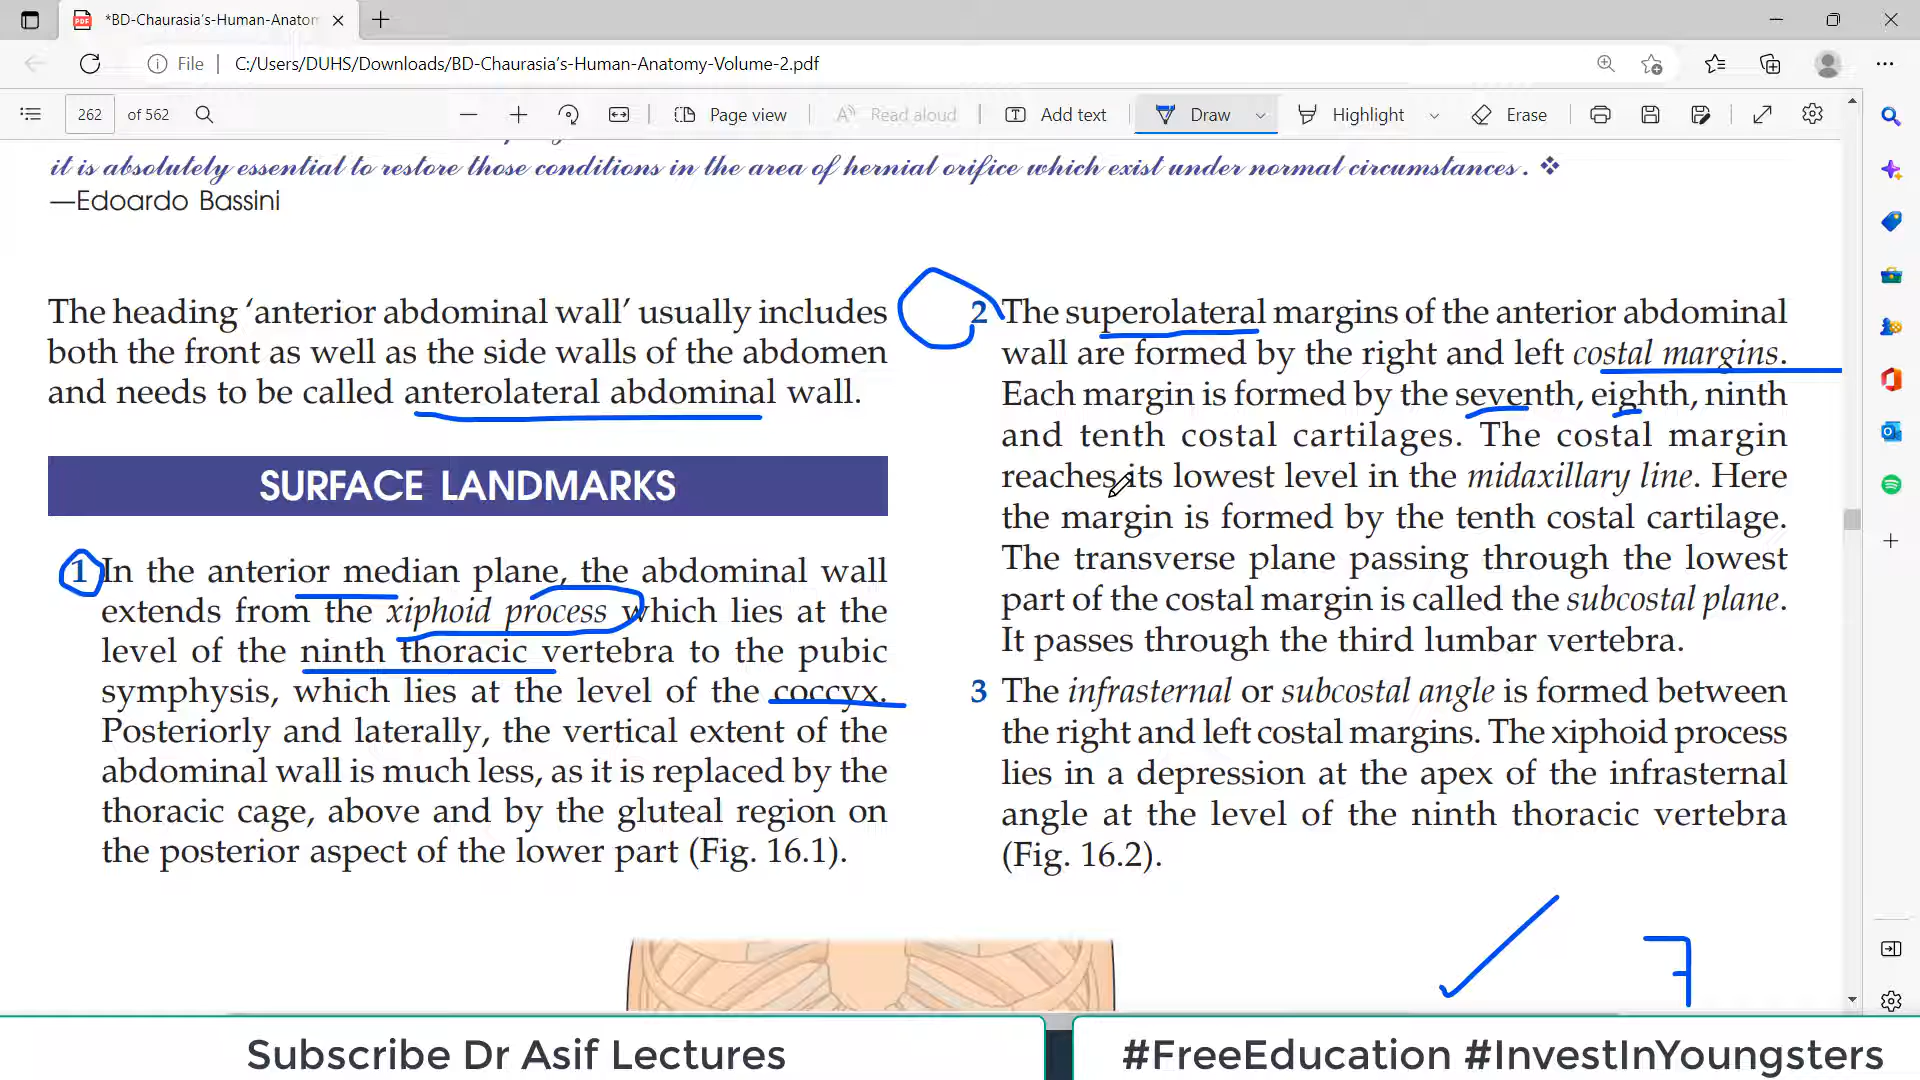 *BD-Chaurasia's-Human-Anatom
File
C:/Users/DUHS/Downloads/BD-Chaurasia's-Human-Anatomy-Volume-2.pdf
262 of 562
Page view
Read aloud
Add text
Draw
Highlight
Erase
it is absolutely essential to restore those conditions in the area of hernial orifice which exist under normal circumstances. ❖
—Edoardo Bassini
The heading ‘anterior abdominal wall’ usually includes
both the front as well as the side walls of the abdomen
and needs to be called anterolateral abdominal wall.
SURFACE LANDMARKS
1 In the anterior median plane, the abdominal wall
extends from the xiphoid process which lies at the
level of the ninth thoracic vertebra to the pubic
symphysis, which lies at the level of the coccyx.
Posteriorly and laterally, the vertical extent of the
abdominal wall is much less, as it is replaced by the
thoracic cage, above and by the gluteal region on
the posterior aspect of the lower part (Fig. 16.1).
2 The superolateral margins of the anterior abdominal
wall are formed by the right and left costal margins.
Each margin is formed by the seventh, eighth, ninth
and tenth costal cartilages. The costal margin
reaches its lowest level in the midaxillary line. Here
the margin is formed by the tenth costal cartilage.
The transverse plane passing through the lowest
part of the costal margin is called the subcostal plane.
It passes through the third lumbar vertebra.
3 The infrasternal or subcostal angle is formed between
the right and left costal margins. The xiphoid process
lies in a depression at the apex of the infrasternal
angle at the level of the ninth thoracic vertebra
(Fig. 16.2).
7
Subscribe Dr Asif Lectures
#FreeEducation #InvestInYoungsters